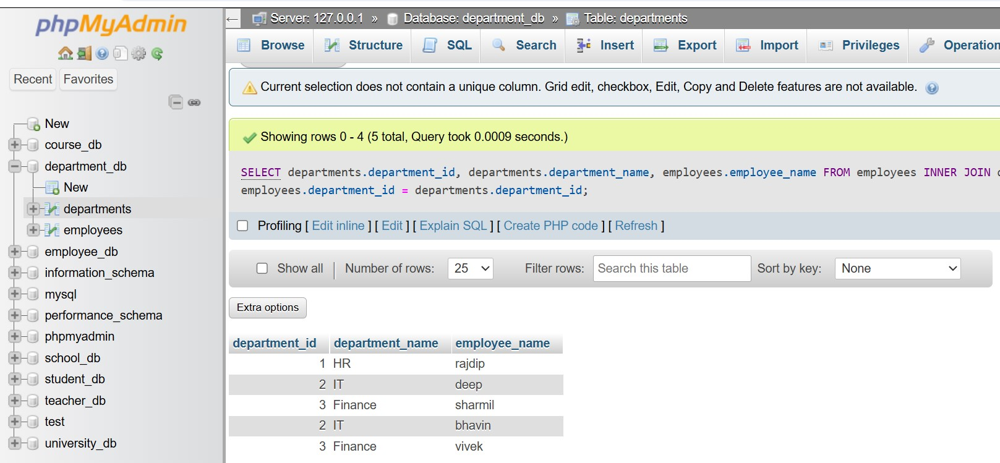 phpMyAdmin
Recent Favorites
New
course_db
department_db
New
departments
employees
employee_db
information_schema
mysql
performance_schema
phpmyadmin
school_db
student_db
teacher_db
test
university_db
Server: 127.0.0.1 » Database: department_db » Table: departments
Browse Structure SQL Search Insert Export Import Privileges Operation
Current selection does not contain a unique column. Grid edit, checkbox, Edit, Copy and Delete features are not available.
Showing rows 0 - 4 (5 total, Query took 0.0009 seconds.)
SELECT departments.department_id, departments.department_name, employees.employee_name FROM employees INNER JOIN
employees.department_id = departments.department_id;
Profiling [ Edit inline ] [ Edit ] [ Explain SQL ] [ Create PHP code ] [ Refresh ]
Show all Number of rows: 25 Filter rows: Search this table Sort by key: None
Extra options
department_id department_name employee_name
1 HR rajdip
2 IT deep
3 Finance sharmil
2 IT bhavin
3 Finance vivek